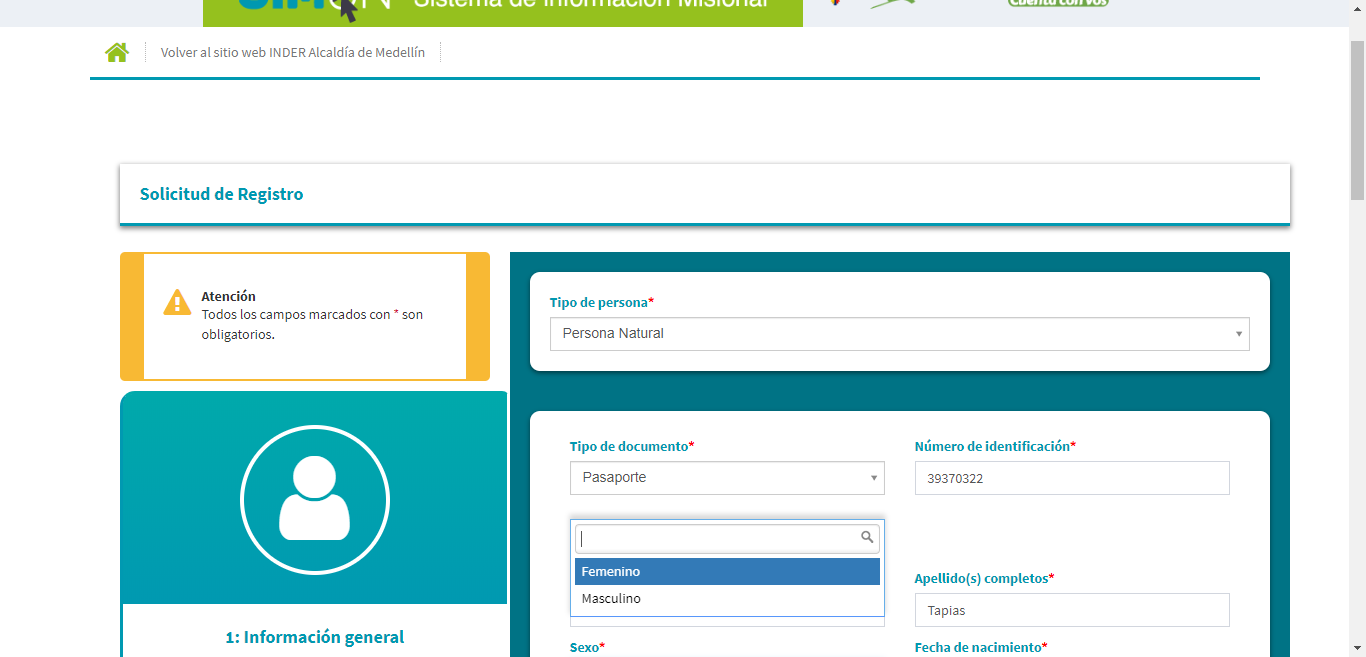 SIMON Sistema de Información Misional
Cuenta con vos
Volver al sitio web INDER Alcaldía de Medellín
Solicitud de Registro
Atención
Todos los campos marcados con * son
obligatorios.
Tipo de persona*
Persona Natural
Tipo de documento*
Número de identificación*
Pasaporte
39370322
Femenino
Masculino
Apellido(s) completos*
Tapias
1: Información general
Sexo*
Fecha de nacimiento*